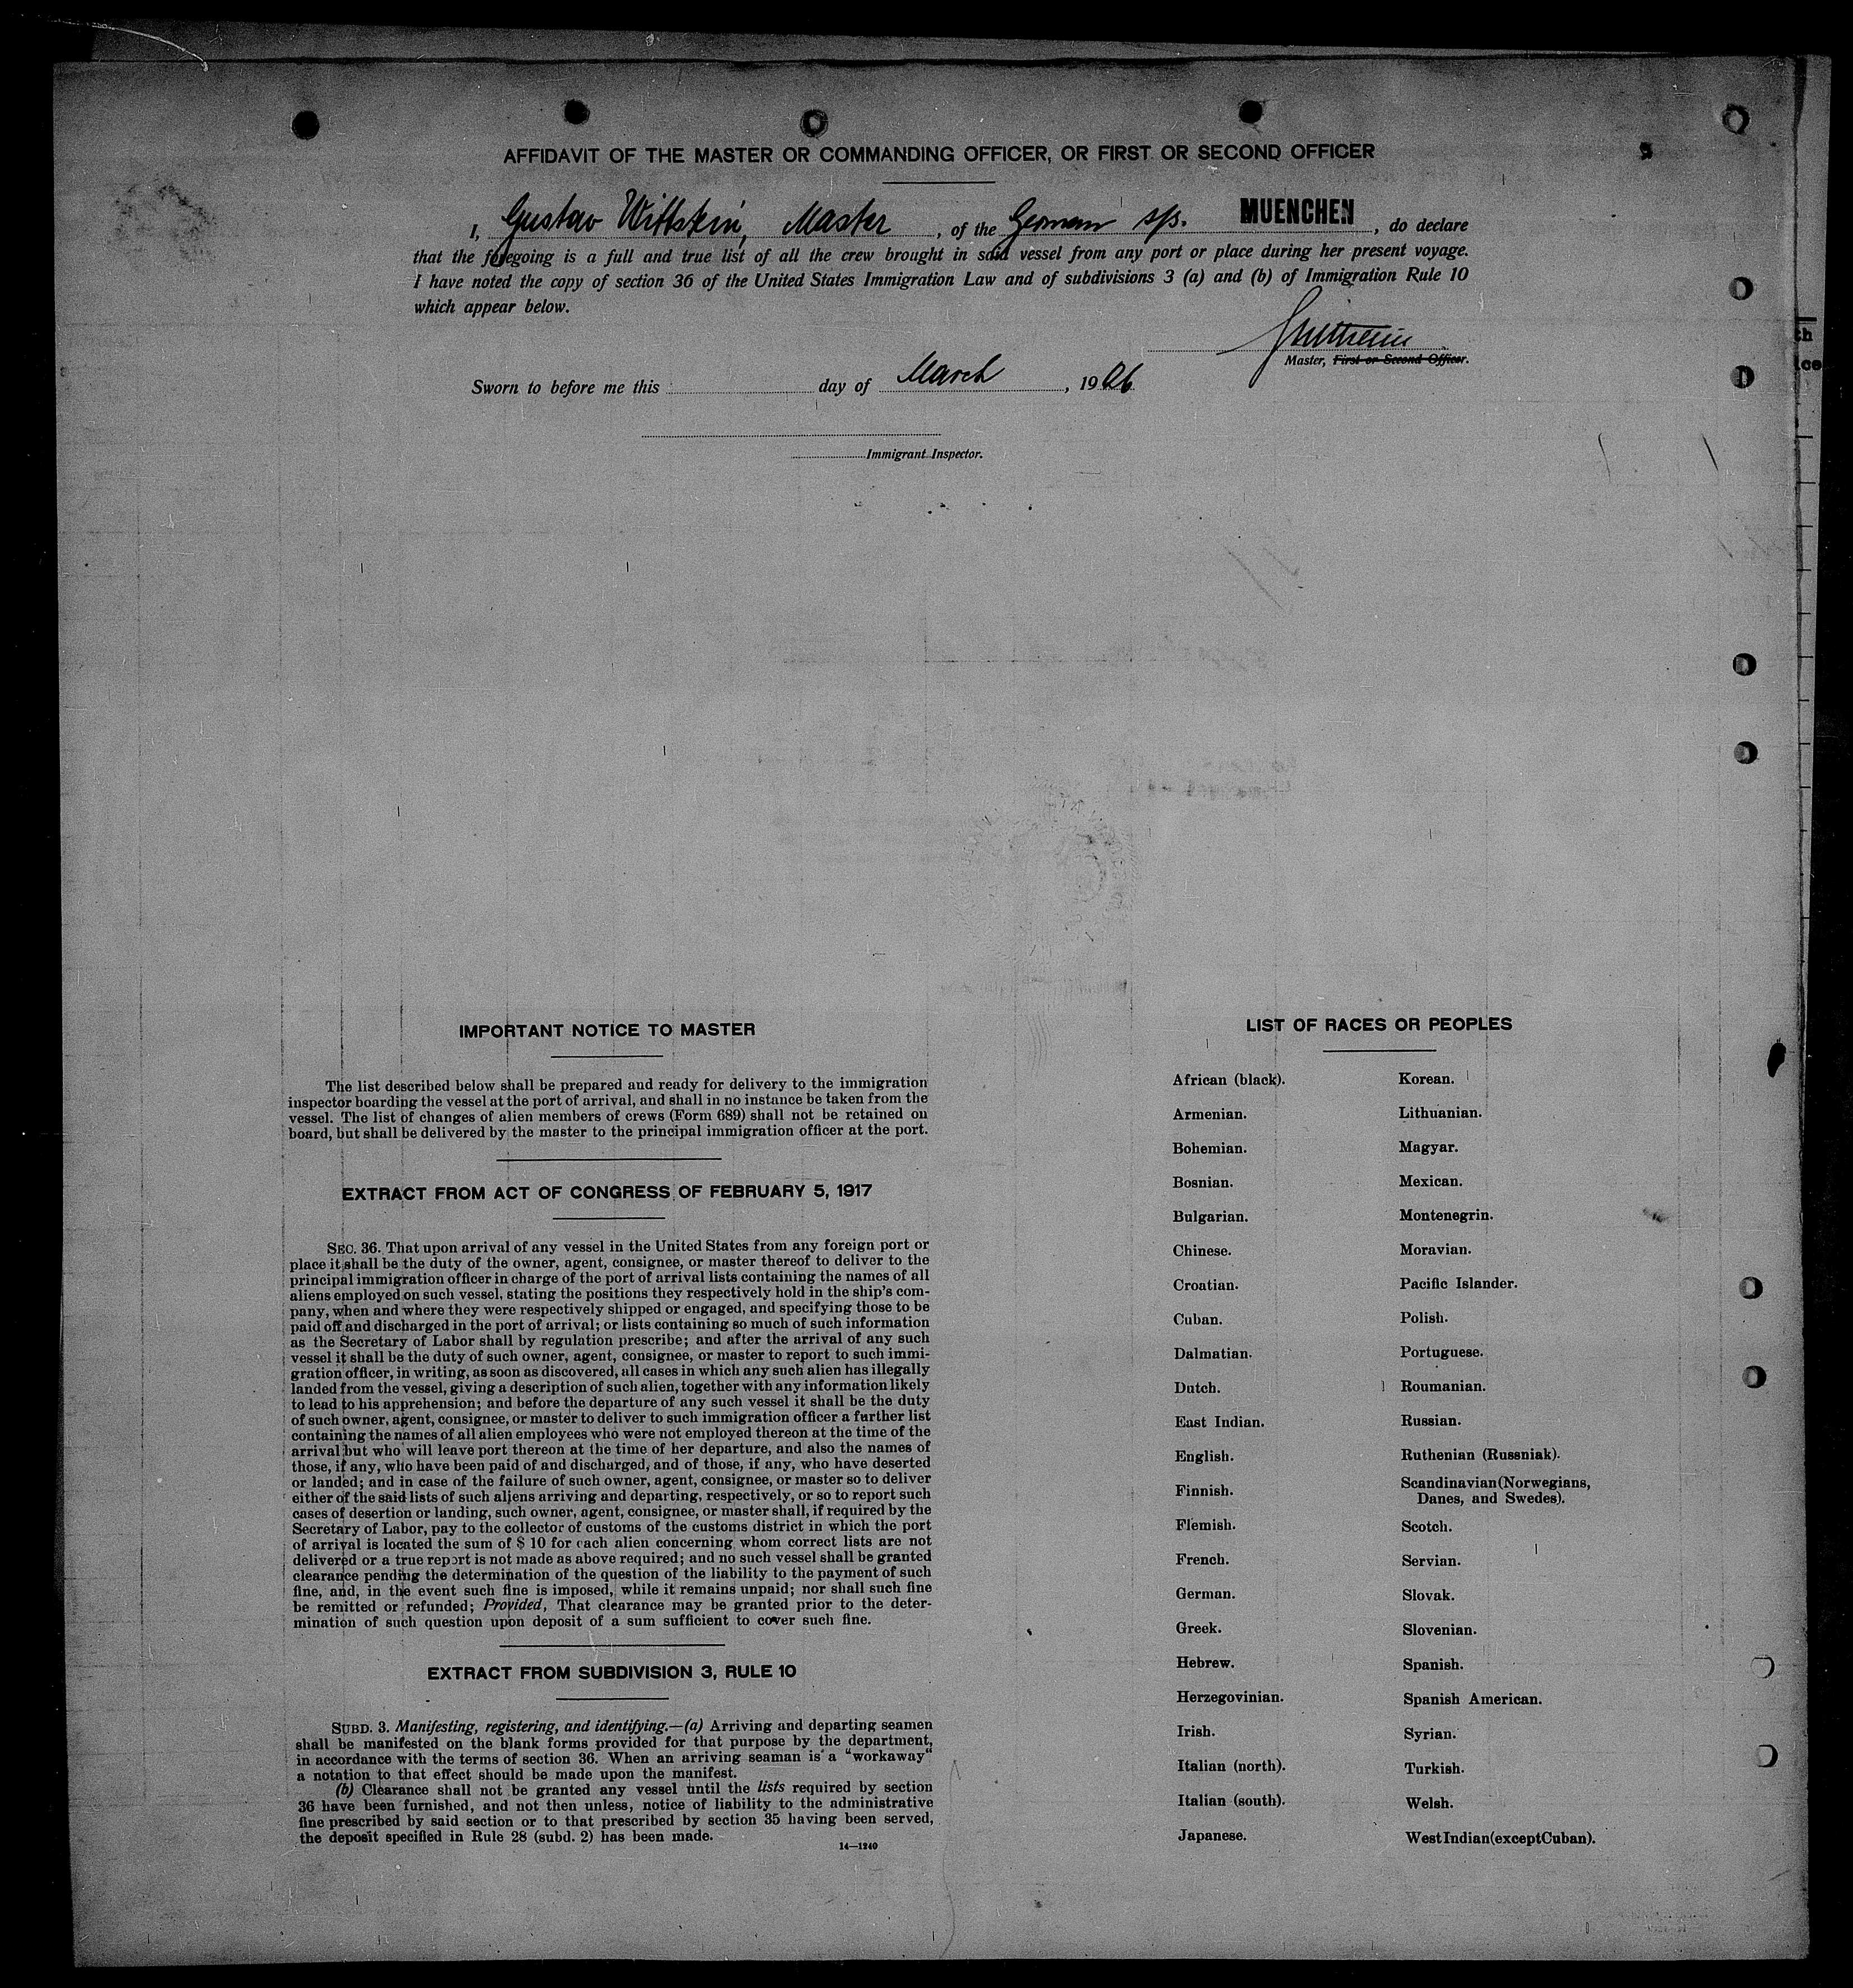 AFFIDAVIT OF THE MASTER OR COMMANDING OFFICER, OR FIRST OR SECOND OFFICER
I, Gustav Wittstein, Master, of the German s/s. MUENCHEN, do declare
that the foregoing is a full and true list of all the crew brought in said vessel from any port or place during her present voyage.
I have noted the copy of section 36 of the United States Immigration Law and of subdivisions 3 (a) and (b) of Immigration Rule 10
which appear below.
Master, First or Second Officer.
Sworn to before me this day of March, 19
Immigrant Inspector.
IMPORTANT NOTICE TO MASTER
The list described below shall be prepared and ready for delivery to the immigration
inspector boarding the vessel at the port of arrival, and shall in no instance be taken from the
vessel. The list of changes of alien members of crews (Form 689) shall not be retained on
board, but shall be delivered by the master to the principal immigration officer at the port.
EXTRACT FROM ACT OF CONGRESS OF FEBRUARY 5, 1917
SEC. 36. That upon arrival of any vessel in the United States from any foreign port or
place it shall be the duty of the owner, agent, consignee, or master thereof to deliver to the
principal immigration officer in charge of the port of arrival lists containing the names of all
aliens employed on such vessel, stating the positions they respectively hold in the ship's com-
pany, when and where they were respectively shipped or engaged, and specifying those to be
paid off and discharged in the port of arrival; or lists containing so much of such information
as the Secretary of Labor shall by regulation prescribe; and after the arrival of any such
vessel it shall be the duty of such owner, agent, consignee, or master to report to such immi-
gration officer, in writing, as soon as discovered, all cases in which any such alien has illegally
landed from the vessel, giving a description of such alien, together with any information likely
to lead to his apprehension; and before the departure of any such vessel it shall be the duty
of such owner, agent, consignee, or master to deliver to such immigration officer a further list
containing the names of all alien employees who were not employed thereon at the time of the
arrival but who will leave port thereon at the time of her departure, and also the names of
those, if any, who have been paid of and discharged, and of those, if any, who have deserted
or landed; and in case of the failure of such owner, agent, consignee, or master so to deliver
either of the said lists of such aliens arriving and departing, respectively, or so to report such
cases of desertion or landing, such owner, agent, consignee, or master shall, if required by the
Secretary of Labor, pay to the collector of customs of the customs district in which the port
of arrival is located the sum of $ 10 for each alien concerning whom correct lists are not
delivered or a true report is not made as above required; and no such vessel shall be granted
clearance pending the determination of the question of the liability to the payment of such
fine, and, in the event such fine is imposed, while it remains unpaid; nor shall such fine
be remitted or refunded; Provided, That clearance may be granted prior to the deter-
mination of such question upon deposit of a sum sufficient to cover such fine.
EXTRACT FROM SUBDIVISION 3, RULE 10
SUBD. 3. Manifesting, registering, and identifying.—(a) Arriving and departing seamen
shall be manifested on the blank forms provided for that purpose by the department,
in accordance with the terms of section 36. When an arriving seaman is a "workaway"
a notation to that effect should be made upon the manifest.
(b) Clearance shall not be granted any vessel until the lists required by section
36 have been furnished, and not then unless, notice of liability to the administrative
fine prescribed by said section or to that prescribed by section 35 having been served,
the deposit specified in Rule 28 (subd. 2) has been made.
14—1240
LIST OF RACES OR PEOPLES
African (black).
Armenian.
Bohemian.
Bosnian.
Bulgarian.
Chinese.
Croatian.
Cuban.
Dalmatian.
Dutch.
East Indian.
English.
Finnish.
Flemish.
French.
German.
Greek.
Hebrew.
Herzegovinian.
Irish.
Italian (north).
Italian (south).
Japanese.
Korean.
Lithuanian.
Magyar.
Mexican.
Montenegrin.
Moravian.
Pacific Islander.
Polish.
Portuguese.
Roumanian.
Russian.
Ruthenian (Russniak).
Scandinavian (Norwegians,
Danes, and Swedes).
Scotch.
Servian.
Slovak.
Slovenian.
Spanish.
Spanish American.
Syrian.
Turkish.
Welsh.
West Indian (except Cuban).